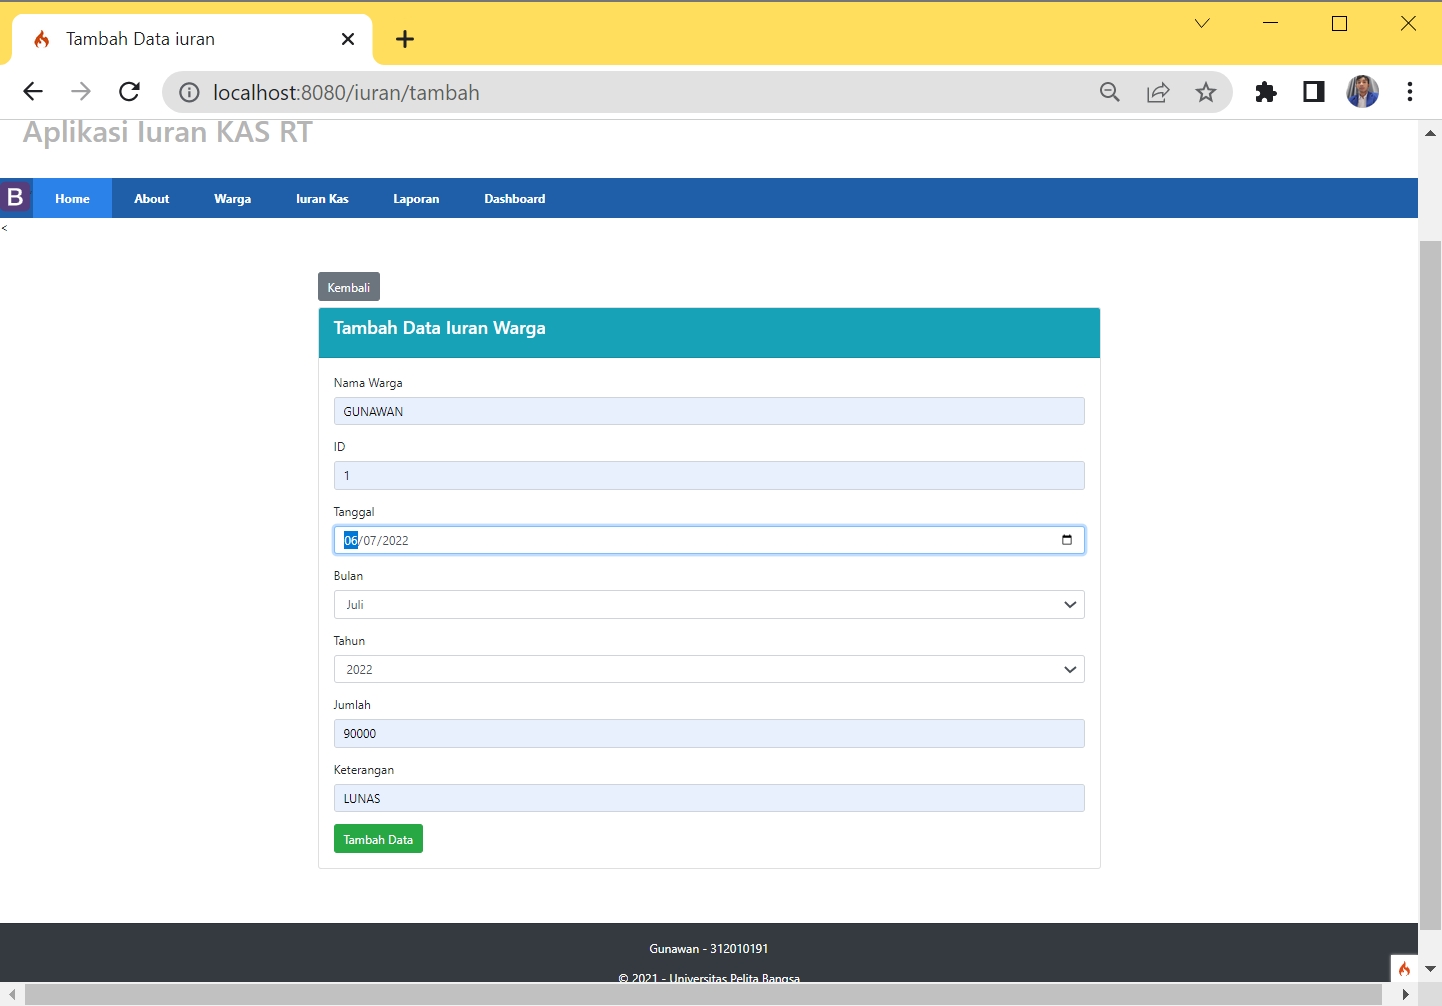 Tambah Data iuran
localhost:8080/iuran/tambah
Aplikasi Iuran KAS RT
B Home About Warga Iuran Kas Laporan Dashboard
<
Kembali
Tambah Data Iuran Warga
Nama Warga
GUNAWAN
ID
1
Tanggal
06/07/2022
Bulan
Juli
Tahun
2022
Jumlah
90000
Keterangan
LUNAS
Tambah Data
Gunawan - 312010191
© 2021 - Universitas Pelita Bangsa